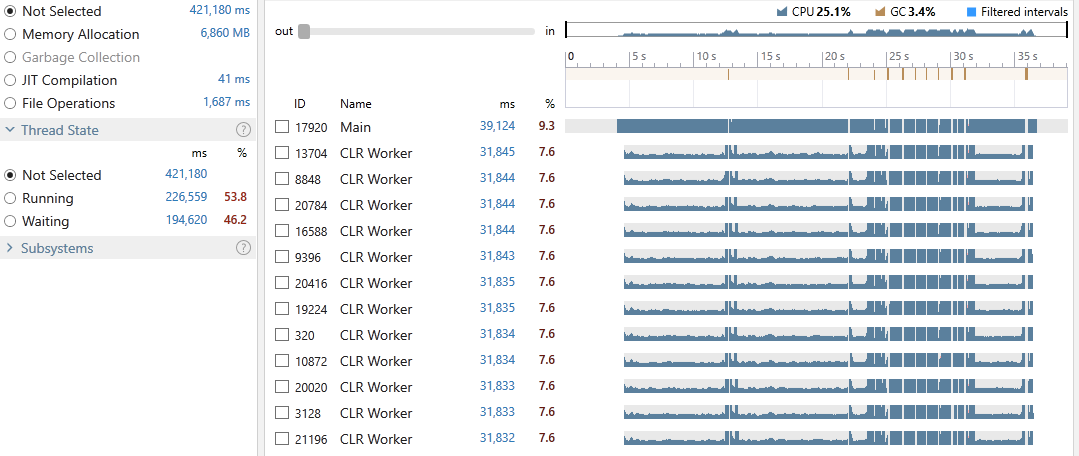 Not Selected 421,180 ms
Memory Allocation 6,860 MB
Garbage Collection
JIT Compilation 41 ms
File Operations 1,687 ms
Thread State ?
ms %
Not Selected 421,180
Running 226,559 53.8
Waiting 194,620 46.2
Subsystems ?
CPU 25.1% GC 3.4% Filtered intervals
out in
0 5 s 10 s 15 s 20 s 25 s 30 s 35 s
ID Name ms %
17920 Main 39,124 9.3
13704 CLR Worker 31,845 7.6
8848 CLR Worker 31,844 7.6
20784 CLR Worker 31,844 7.6
16588 CLR Worker 31,844 7.6
9396 CLR Worker 31,843 7.6
20416 CLR Worker 31,835 7.6
19224 CLR Worker 31,835 7.6
320 CLR Worker 31,834 7.6
10872 CLR Worker 31,834 7.6
20020 CLR Worker 31,833 7.6
3128 CLR Worker 31,833 7.6
21196 CLR Worker 31,832 7.6